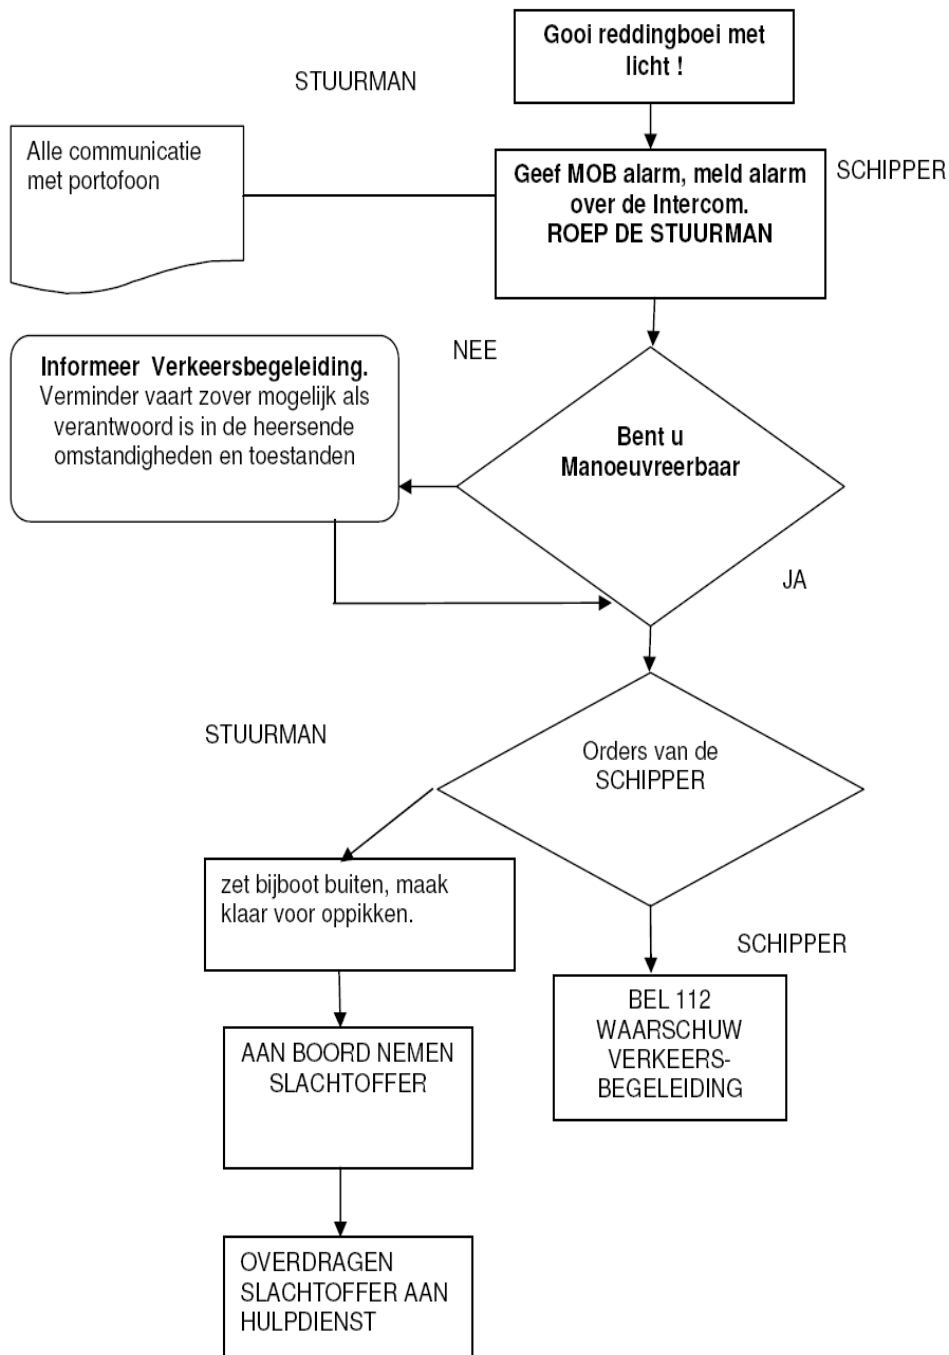 Gooi reddingboei met
licht !
STUURMAN
Alle communicatie
met portofoon
Geef MOB alarm, meld alarm
over de Intercom.
ROEP DE STUURMAN
SCHIPPER
NEE
Informeer Verkeersbegeleiding.
Verminder vaart zover mogelijk als
verantwoord is in de heersende
omstandigheden en toestanden
Bent u
Manoeuvreerbaar
JA
STUURMAN
Orders van de
SCHIPPER
zet bijboot buiten, maak
klaar voor oppikken.
SCHIPPER
BEL 112
WAARSCHUW
VERKEERS-
BEGELEIDING
AAN BOORD NEMEN
SLACHTOFFER
OVERDRAGEN
SLACHTOFFER AAN
HULPDIENST